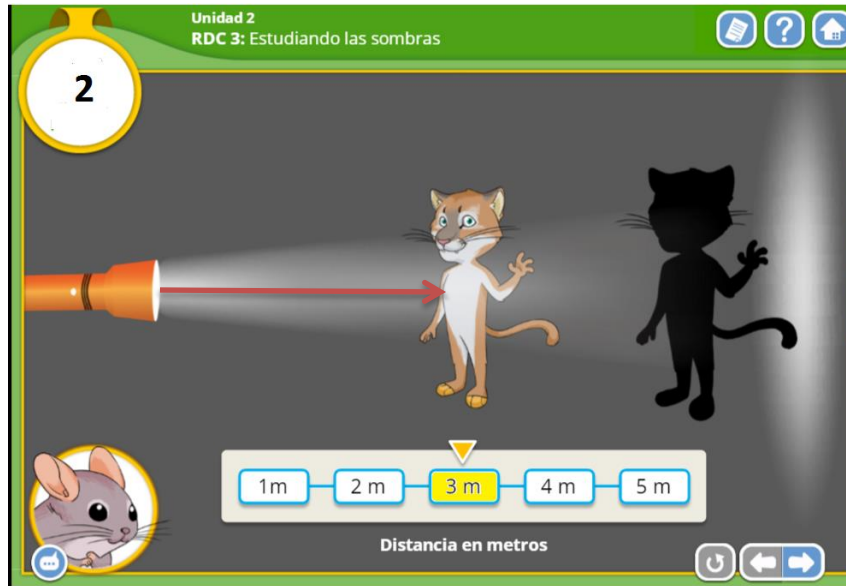 Unidad 2
RDC 3: Estudiando las sombras
?
2
1m 2 m 3 m 4 m 5 m
Distancia en metros